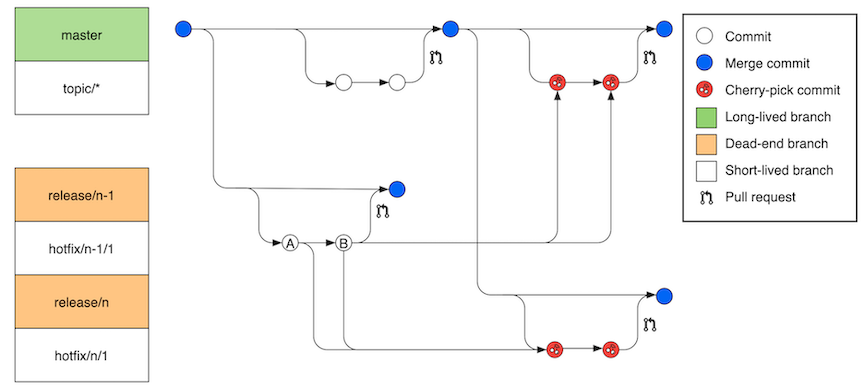 master
topic/*
release/n-1
hotfix/n-1/1
release/n
hotfix/n/1
A
B
Commit
Merge commit
Cherry-pick commit
Long-lived branch
Dead-end branch
Short-lived branch
Pull request